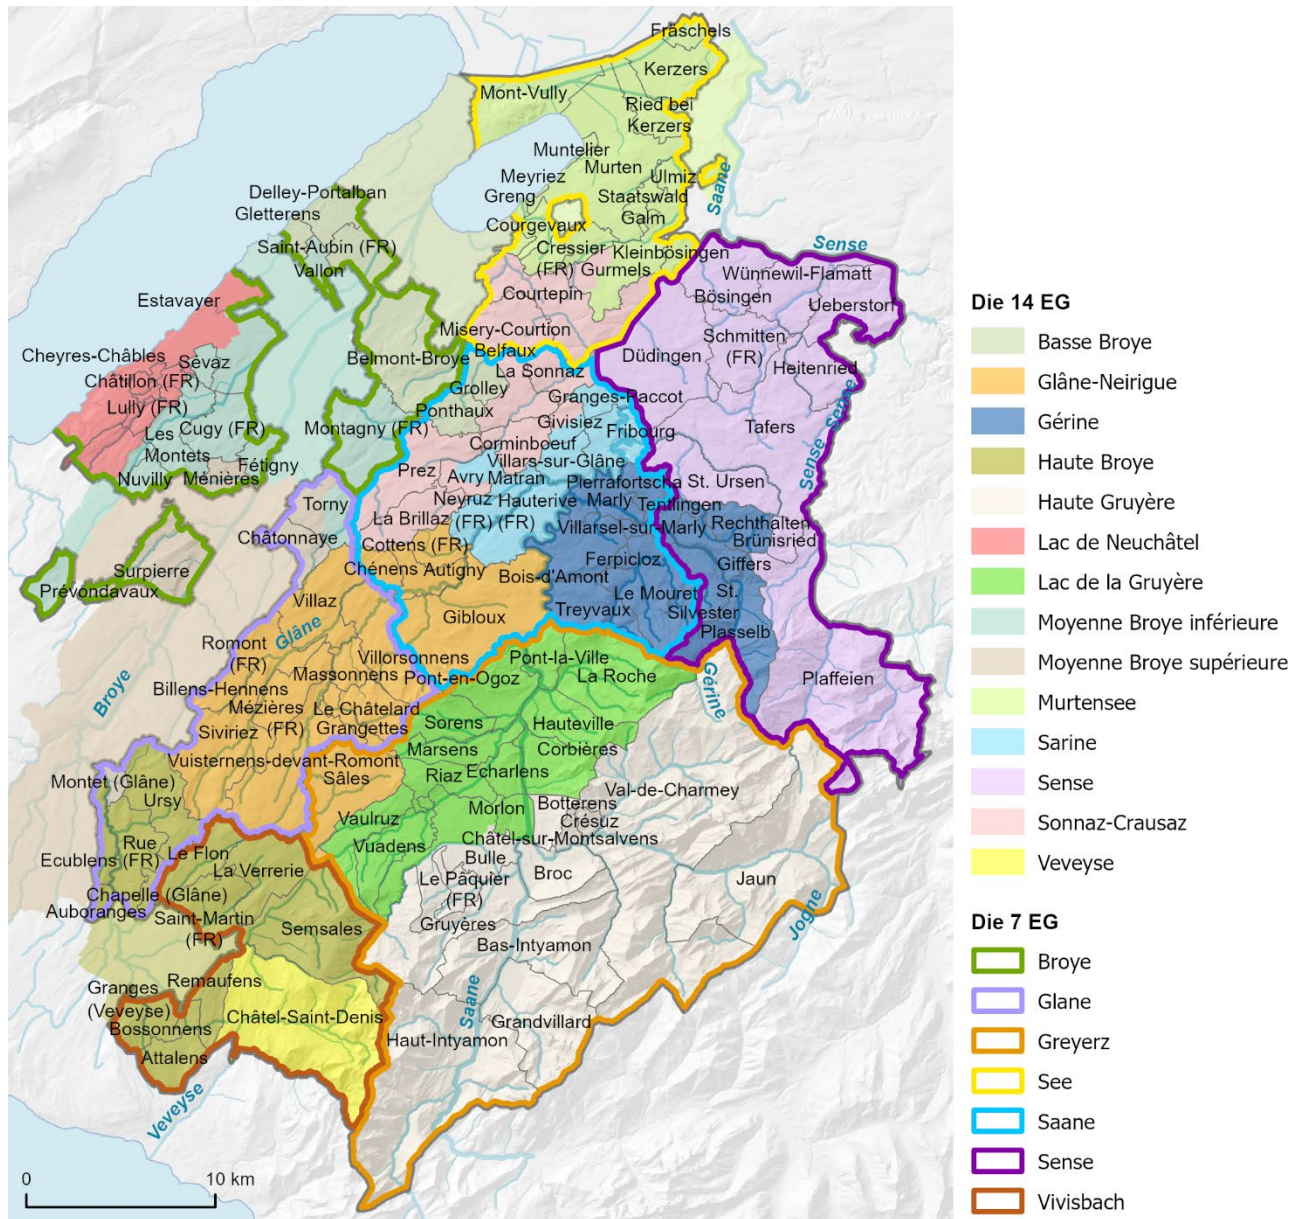 Fräschels
Kerzers
Mont-Vully
Ried bei
Kerzers
Muntelier
Murten
Meyriez
Ulmiz
Greng
Staatswald
Galm
Saane
Delley-Portalban
Gletterens
Courgevaux
Saint-Aubin (FR)
Cressier
(FR)
Kleinbösingen
Gurmels
Sense
Vallon
Wünnewil-Flamatt
Estavayer
Courtepin
Bösingen
Ueberstorf
Misery-Courtion
Schmitten
(FR)
Cheyres-Châbles
Sévaz
Belmont-Broye
Belfaux
Düdingen
La Sonnaz
Heitenried
Châtillon (FR)
Grolley
Granges-Paccot
Lully (FR)
Ponthaux
Givisiez
Sense
Les
Montets
Cugy (FR)
Montagny (FR)
Fribourg
Tafers
Corminboeuf
Villars-sur-Glâne
Fétigny
Nuvilly
Ménières
Prez
Avry
Matran
Pierrafortscha
St. Ursen
Sense
Torny
Neyruz
(FR)
Hauterive
(FR)
Marly
Tentlingen
La Brillaz
Villarsel-sur-Marly
Rechthalten
Châtonnaye
Cottens (FR)
Brünisried
Ferpicloz
Giffers
Surpierre
Chénens
Autigny
Bois-d'Amont
Prévondavaux
Le Mouret
St.
Silvester
Villaz
Treyvaux
Gibloux
Plasselb
Glâne
Romont
(FR)
Villorsonnens
Pont-la-Ville
Gérine
Massonnens
Pont-en-Ogoz
La Roche
Plaffeien
Broye
Billens-Hennens
Mézières
(FR)
Le Châtelard
Sorens
Hauteville
Siviriez
Grangettes
Marsens
Corbières
Vuisternens-devant-Romont
Sâles
Riaz
Echarlens
Montet (Glâne)
Ursy
Val-de-Charmey
Botterens
Morlon
Crésuz
Vaulruz
Châtel-sur-Montsalvens
Rue
(FR)
Le Flon
Vuadens
Bulle
Ecublens
La Verrerie
Le Pâquier
(FR)
Broc
Jaun
Chapelle (Glâne)
Auboranges
Saint-Martin
(FR)
Semsales
Gruyères
Jogne
Bas-Intyamon
Remaufens
Granges
(Veveyse)
Saane
Bossonnens
Châtel-Saint-Denis
Grandvillard
Haut-Intyamon
Attalens
Veveyse
0
10 km
Die 14 EG
Basse Broye
Glâne-Neirigue
Gérine
Haute Broye
Haute Gruyère
Lac de Neuchâtel
Lac de la Gruyère
Moyenne Broye inférieure
Moyenne Broye supérieure
Murtensee
Sarine
Sense
Sonnaz-Crausaz
Veveyse
Die 7 EG
Broye
Glane
Greyerz
See
Saane
Sense
Vivisbach